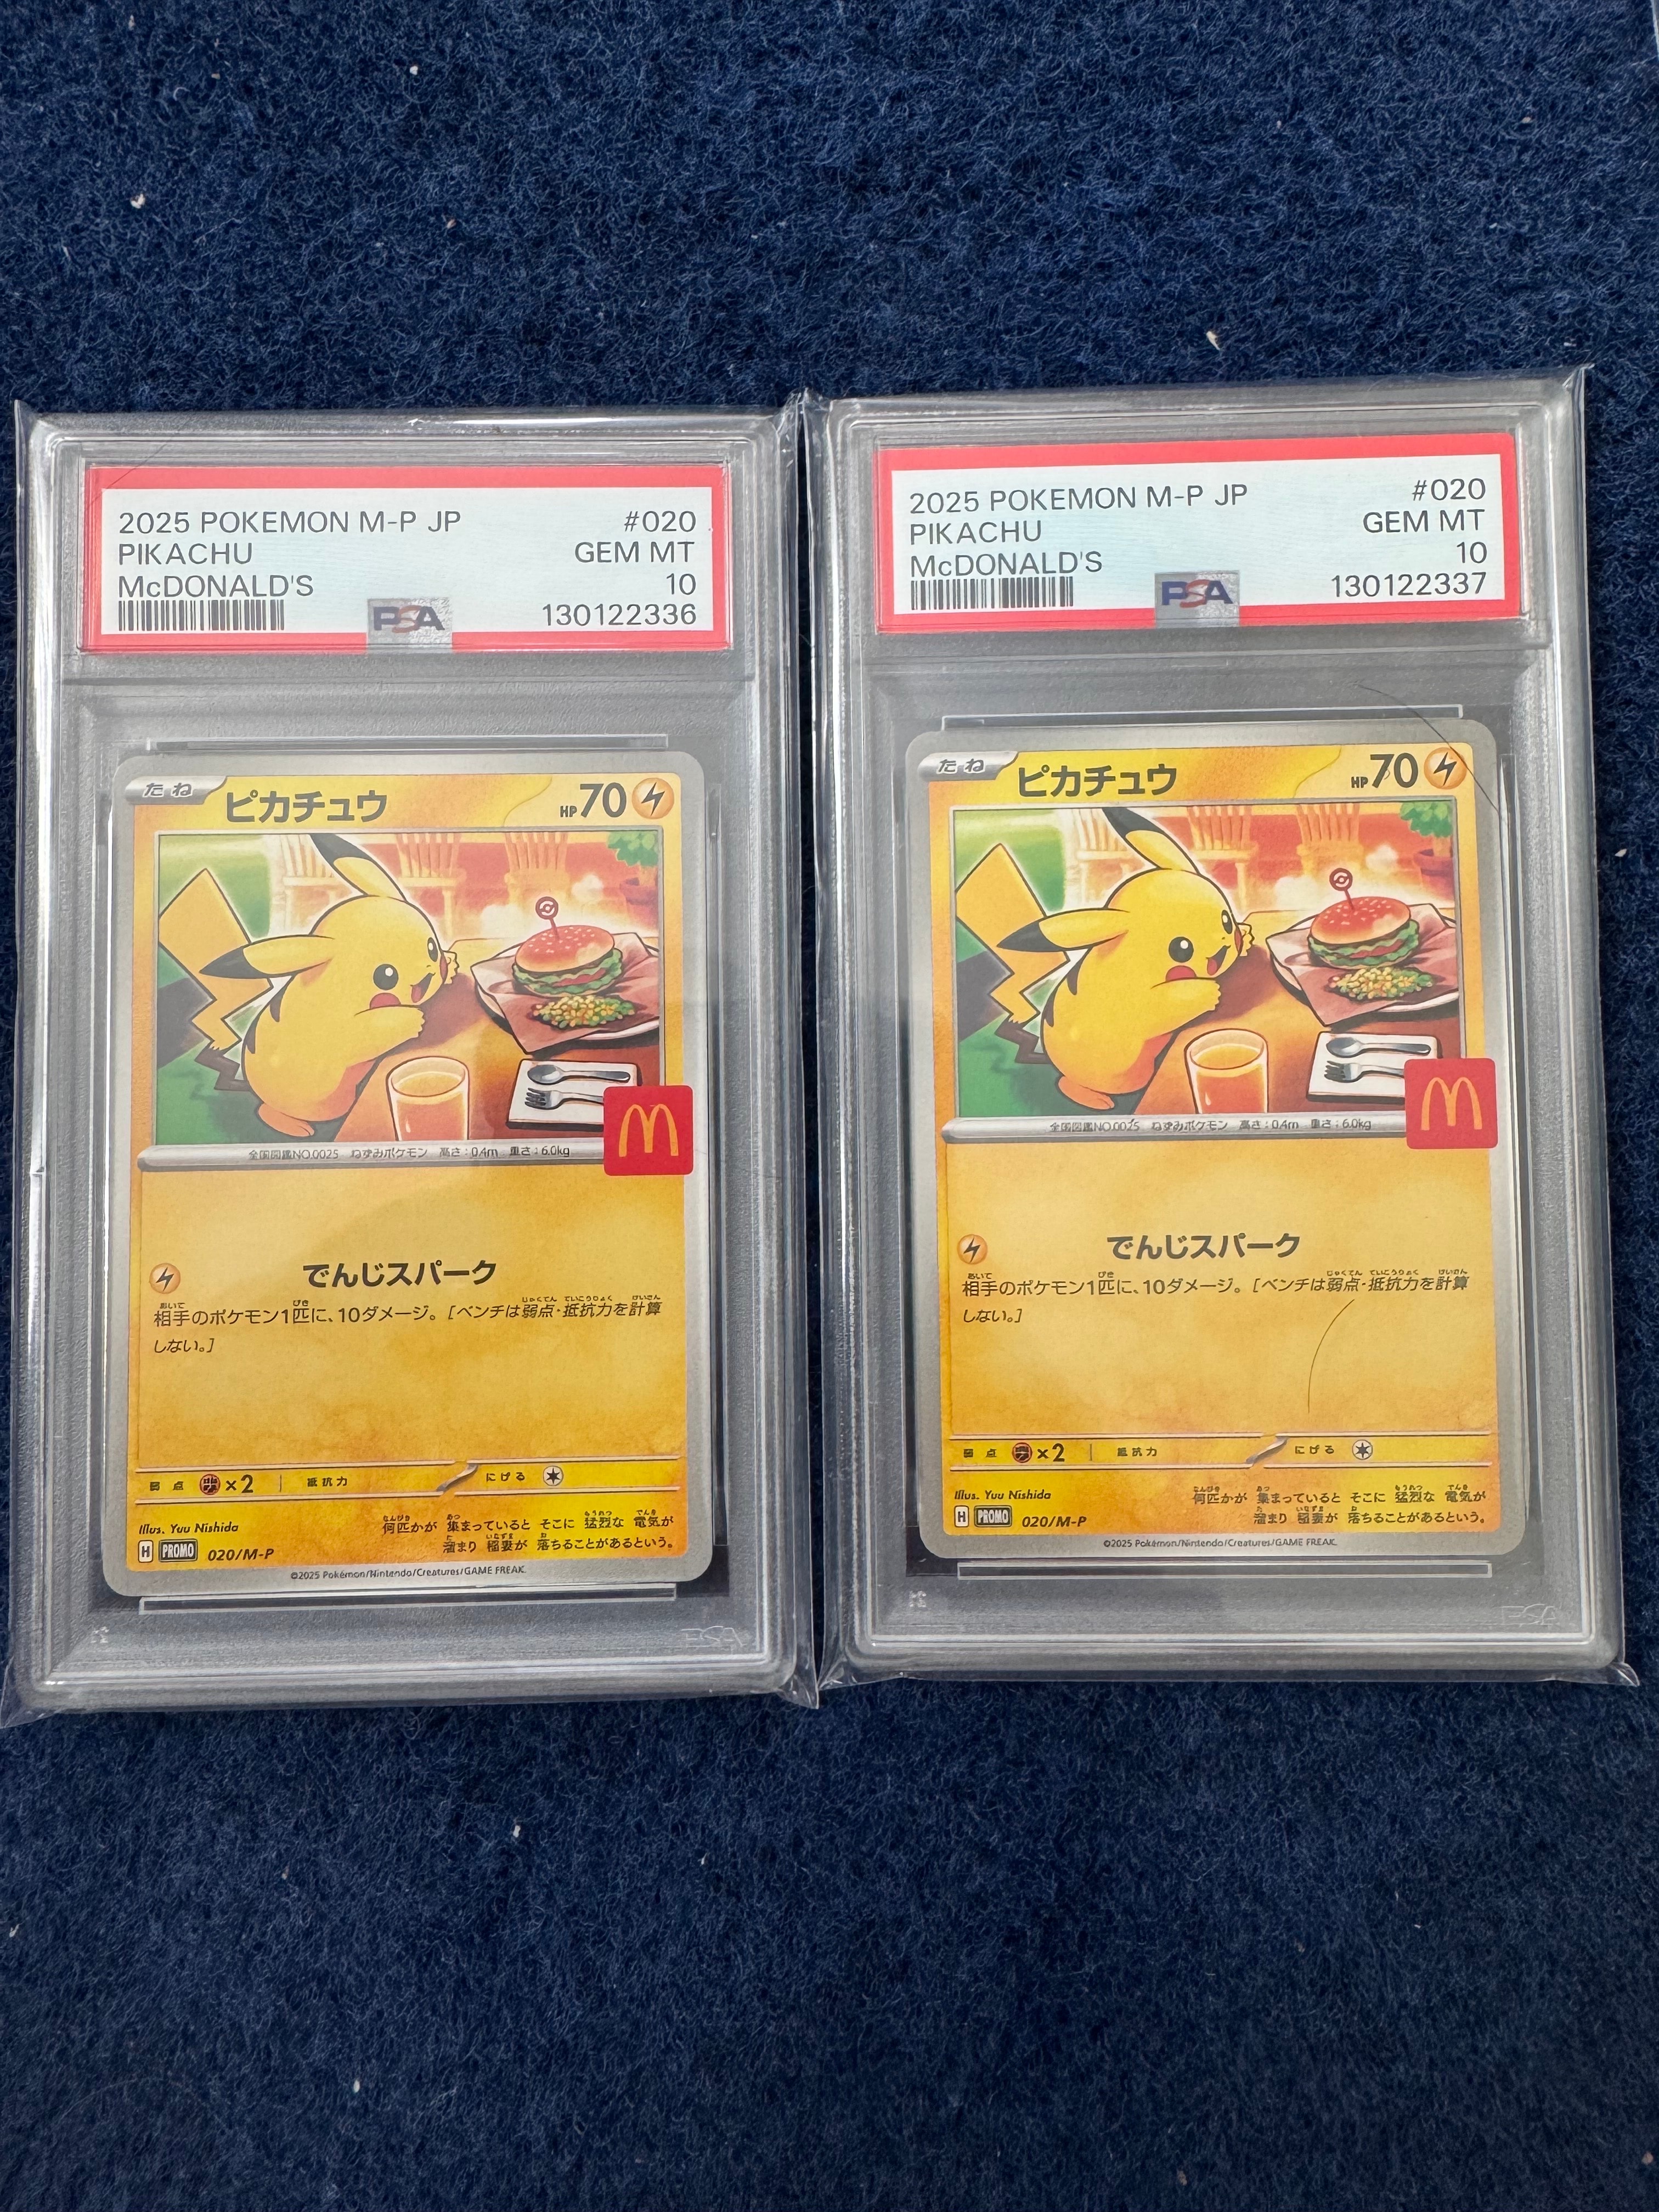 2025 POKEMON M-P JP #020
PIKACHU GEM MT
McDONALD'S 10
PSA 130122336
たね ピカチュウ HP70
全国図鑑NO.0025 ねずみポケモン 高さ:0.4m 重さ:6.0kg
でんじスパーク
相手のポケモン1匹に、10ダメージ。[ベンチは弱点・抵抗力を計算
しない。]
弱点 ×2 抵抗力 にげる
Illus. Yuu Nishida
何匹かが 集まっていると そこに 猛烈な 電気が
溜まり 稲妻が 落ちることがあるという。
H PROMO 020/M-P
©2025 Pokémon/Nintendo/Creatures/GAME FREAK.
PSA
2025 POKEMON M-P JP #020
PIKACHU GEM MT
McDONALD'S 10
PSA 130122337
たね ピカチュウ HP70
全国図鑑NO.0025 ねずみポケモン 高さ:0.4m 重さ:6.0kg
でんじスパーク
相手のポケモン1匹に、10ダメージ。[ベンチは弱点・抵抗力を計算
しない。]
弱点 ×2 抵抗力 にげる
Illus. Yuu Nishida
何匹かが 集まっていると そこに 猛烈な 電気が
溜まり 稲妻が 落ちることがあるという。
H PROMO 020/M-P
©2025 Pokémon/Nintendo/Creatures/GAME FREAK.
PSA